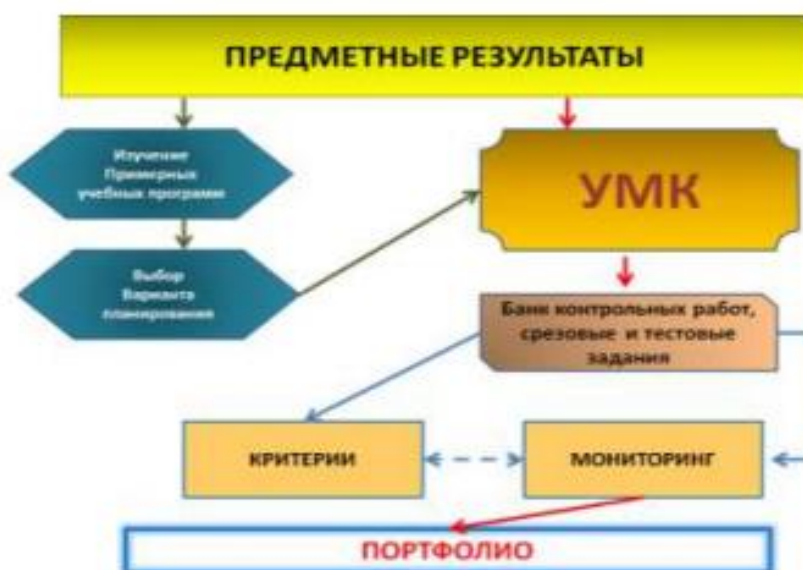 ПРЕДМЕТНЫЕ РЕЗУЛЬТАТЫ
Изучение
Примерных
учебных программ
УМК
Выбор
Варианта
планирования
Банк контрольных работ,
срезовые и тестовые
задания
КРИТЕРИИ
МОНИТОРИНГ
ПОРТФОЛИО